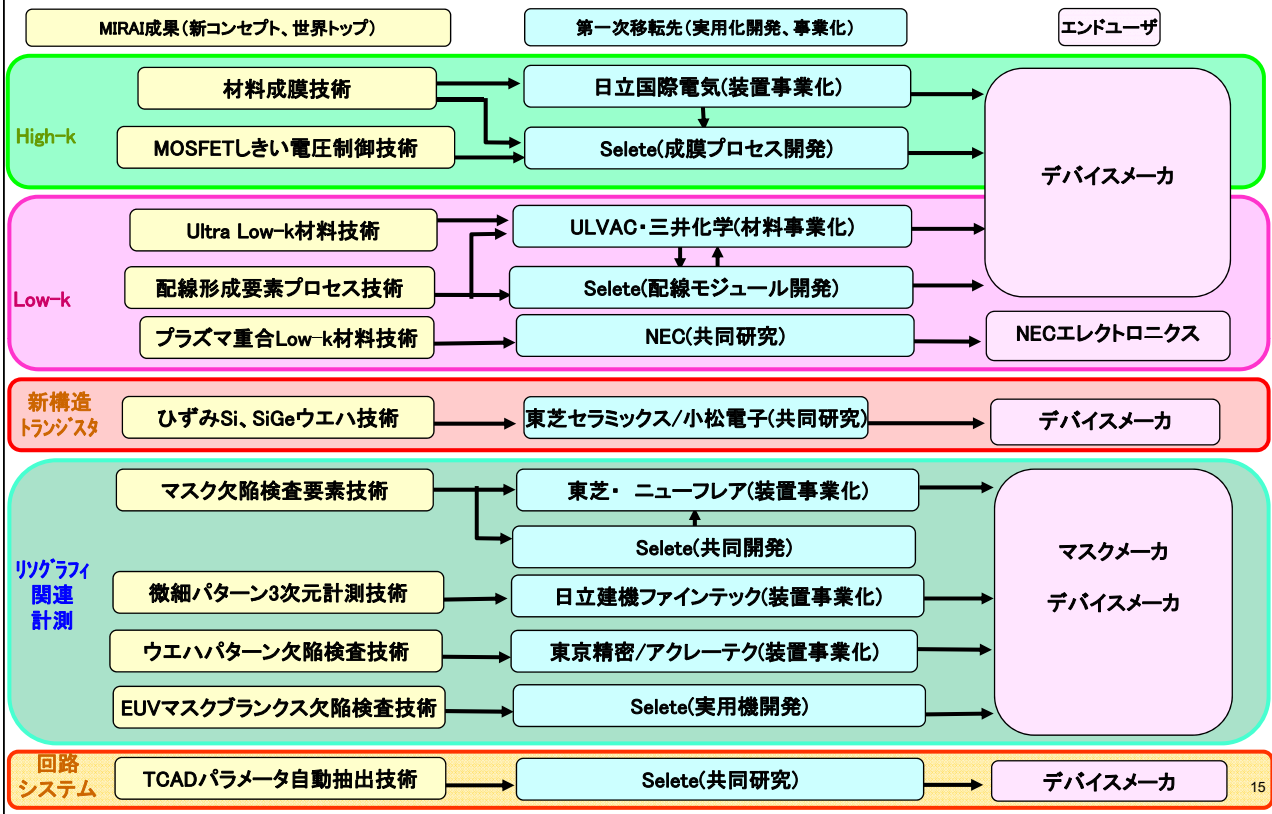 MIRAI成果(新コンセプト、世界トップ)
第一次移転先(実用化開発、事業化)
エンドユーザ
High-k
材料成膜技術
日立国際電気(装置事業化)
MOSFETしきい電圧制御技術
Selete(成膜プロセス開発)
デバイスメーカ
Low-k
Ultra Low-k材料技術
ULVAC・三井化学(材料事業化)
配線形成要素プロセス技術
Selete(配線モジュール開発)
プラズマ重合Low-k材料技術
NEC(共同研究)
NECエレクトロニクス
新構造
トランジスタ
ひずみSi、SiGeウエハ技術
東芝セラミックス/小松電子(共同研究)
デバイスメーカ
リソグラフィ
関連
計測
マスク欠陥検査要素技術
東芝・ ニューフレア(装置事業化)
Selete(共同開発)
微細パターン3次元計測技術
日立建機ファインテック(装置事業化)
ウエハパターン欠陥検査技術
東京精密/アクレーテク(装置事業化)
EUVマスクブランクス欠陥検査技術
Selete(実用機開発)
マスクメーカ
デバイスメーカ
回路
システム
TCADパラメータ自動抽出技術
Selete(共同研究)
デバイスメーカ
15